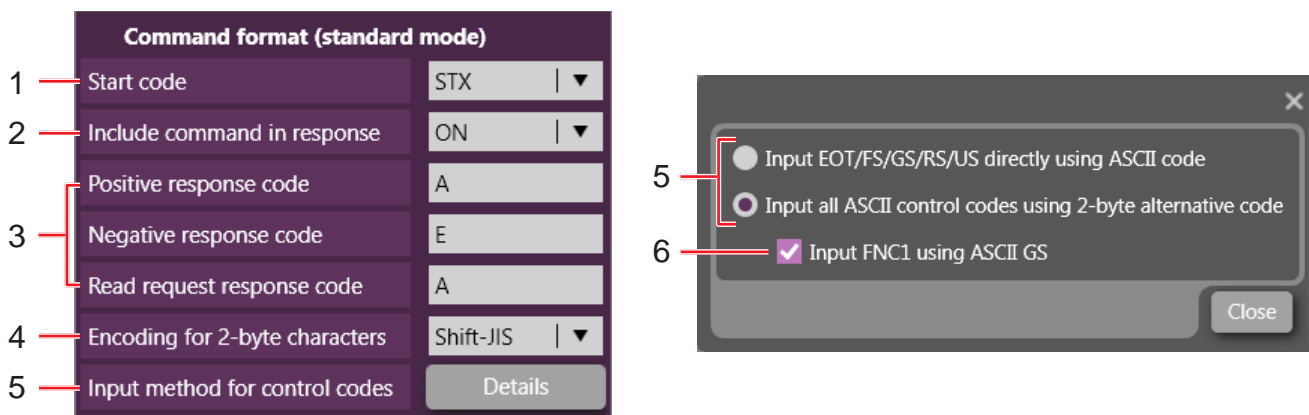 Command format (standard mode)
1 Start code STX
2 Include command in response ON
Positive response code A
3 Negative response code E
Read request response code A
4 Encoding for 2-byte characters Shift-JIS
5 Input method for control codes Details
Input EOT/FS/GS/RS/US directly using ASCII code
5
Input all ASCII control codes using 2-byte alternative code
6 Input FNC1 using ASCII GS
Close